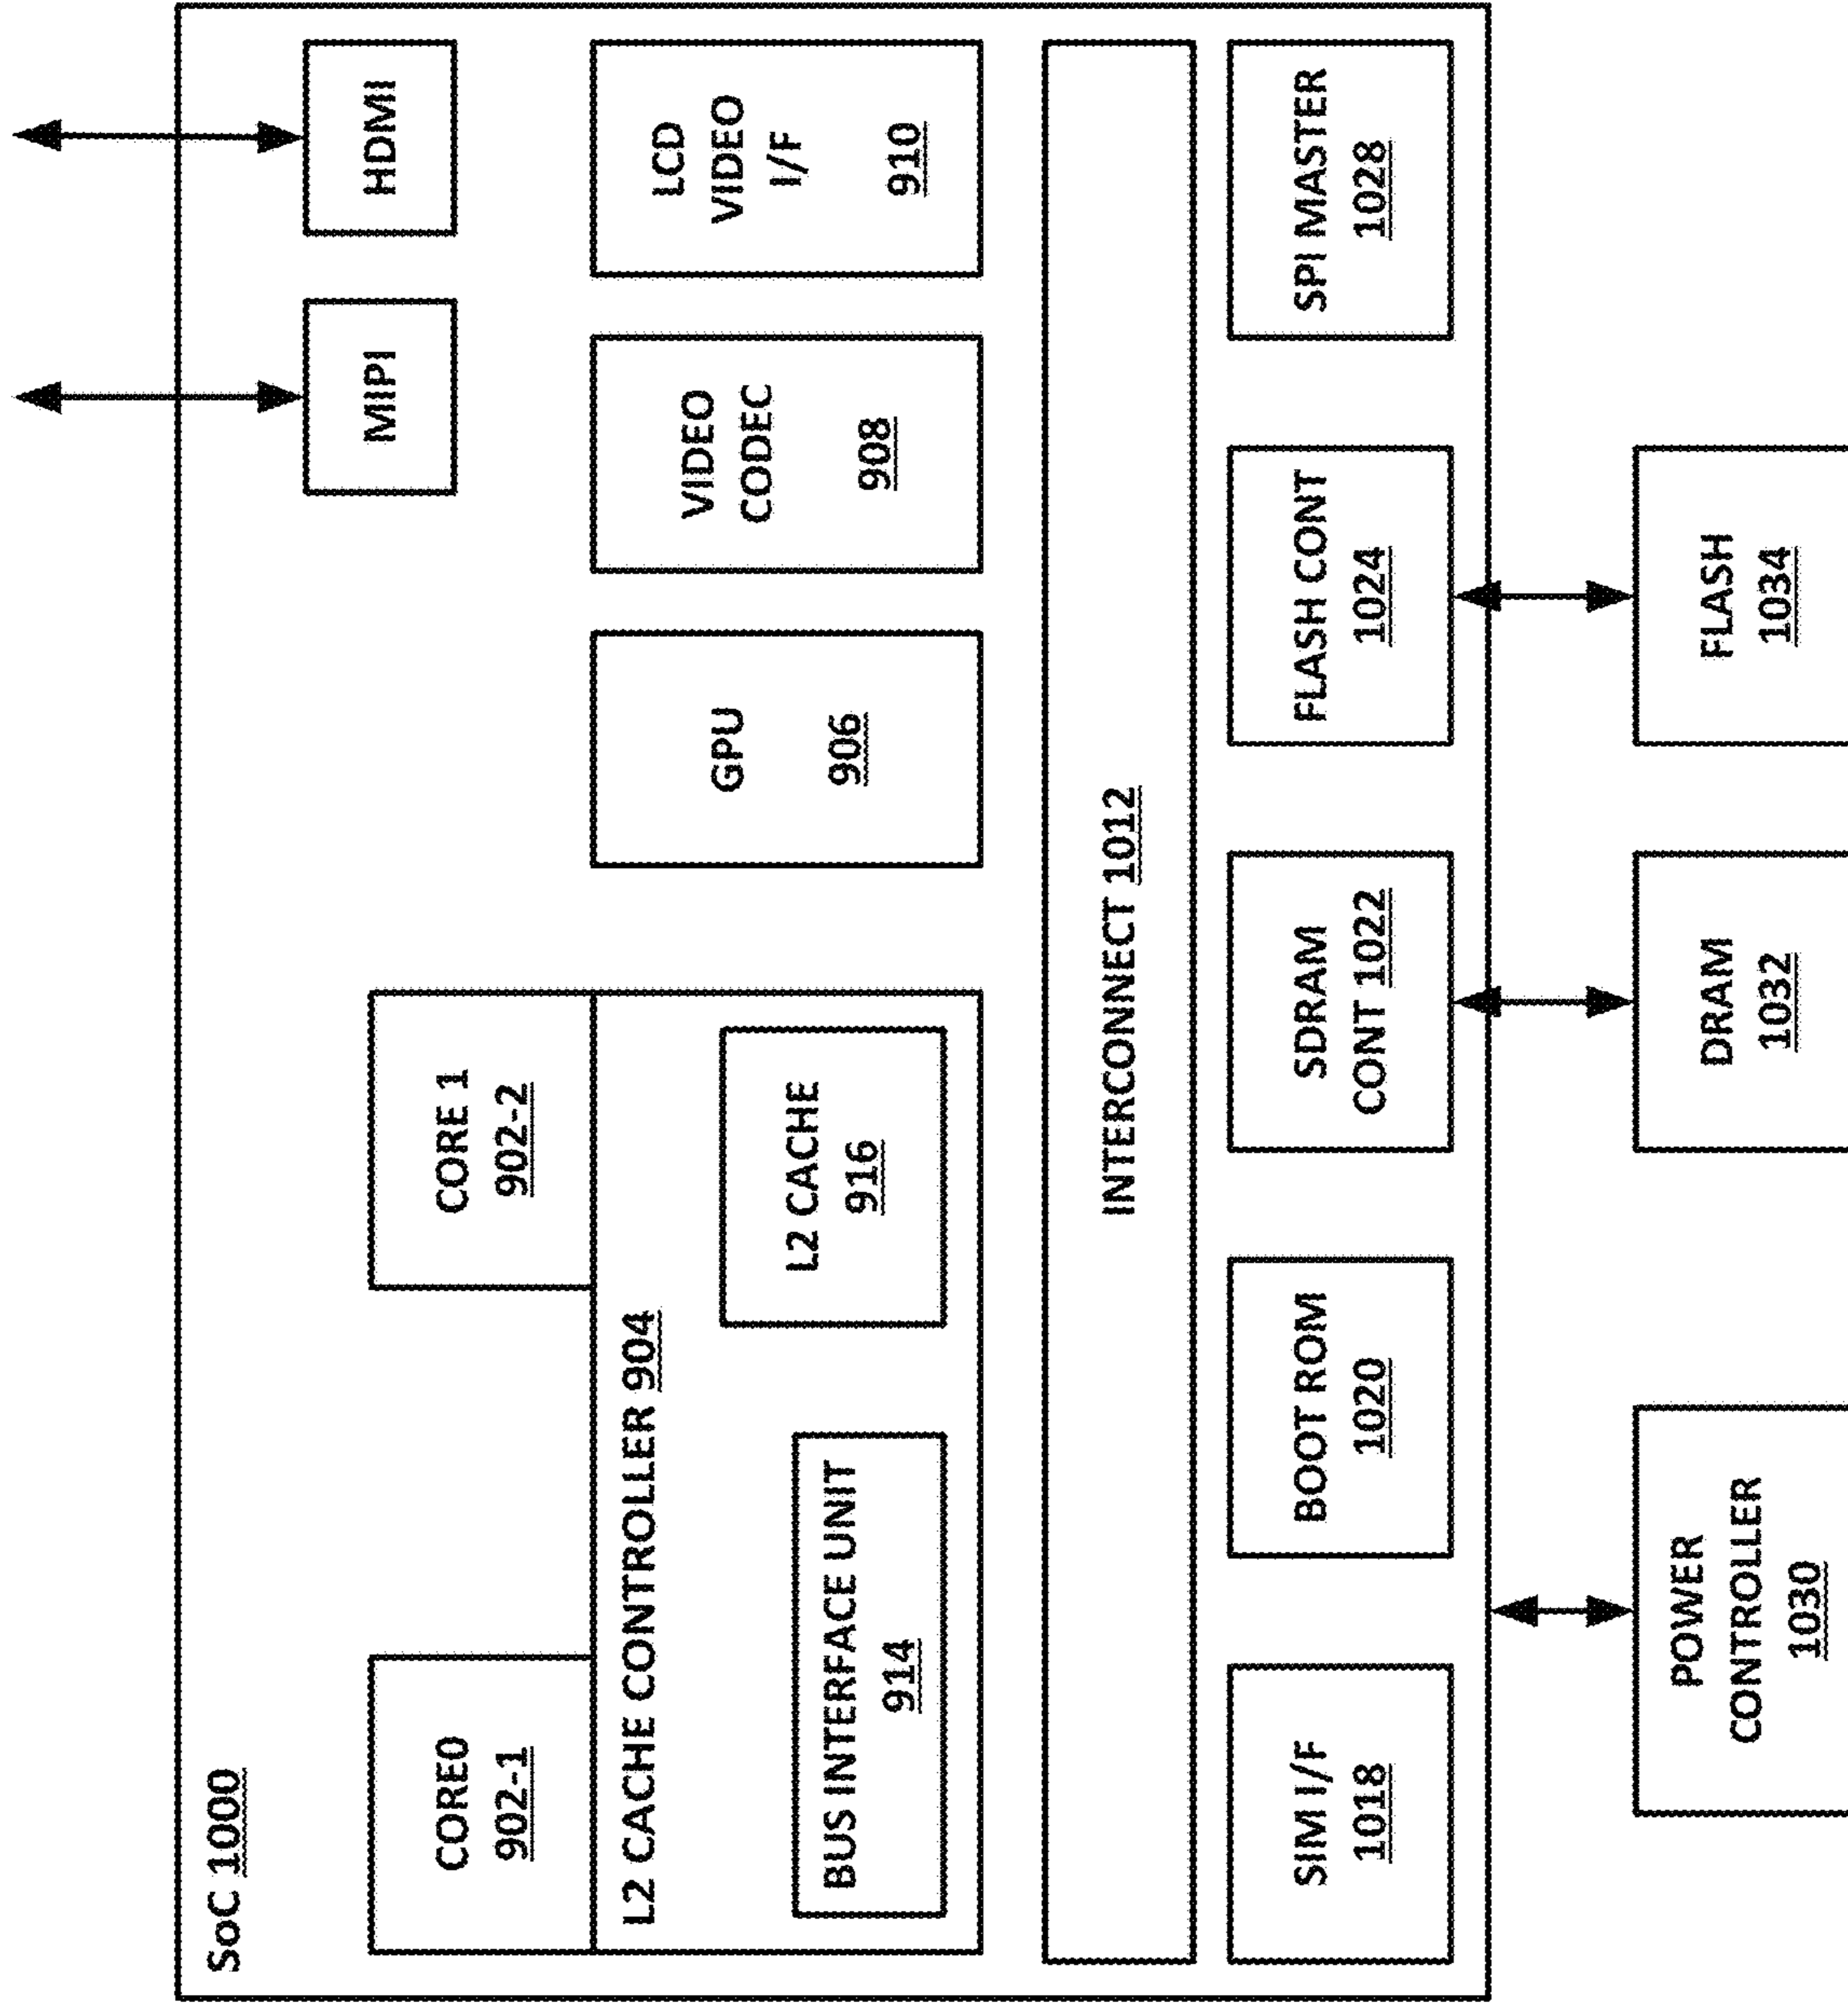 SoC 1000
MIPI
HDMI
CORE0
902-1
CORE 1
902-2
L2 CACHE CONTROLLER 904
BUS INTERFACE UNIT
914
L2 CACHE
916
GPU
906
VIDEO
CODEC
908
LCD
VIDEO
I/F
910
INTERCONNECT 1012
SIM I/F
1018
BOOT ROM
1020
SDRAM
CONT 1022
FLASH CONT
1024
SPI MASTER
1028
POWER
CONTROLLER
1030
DRAM
1032
FLASH
1034